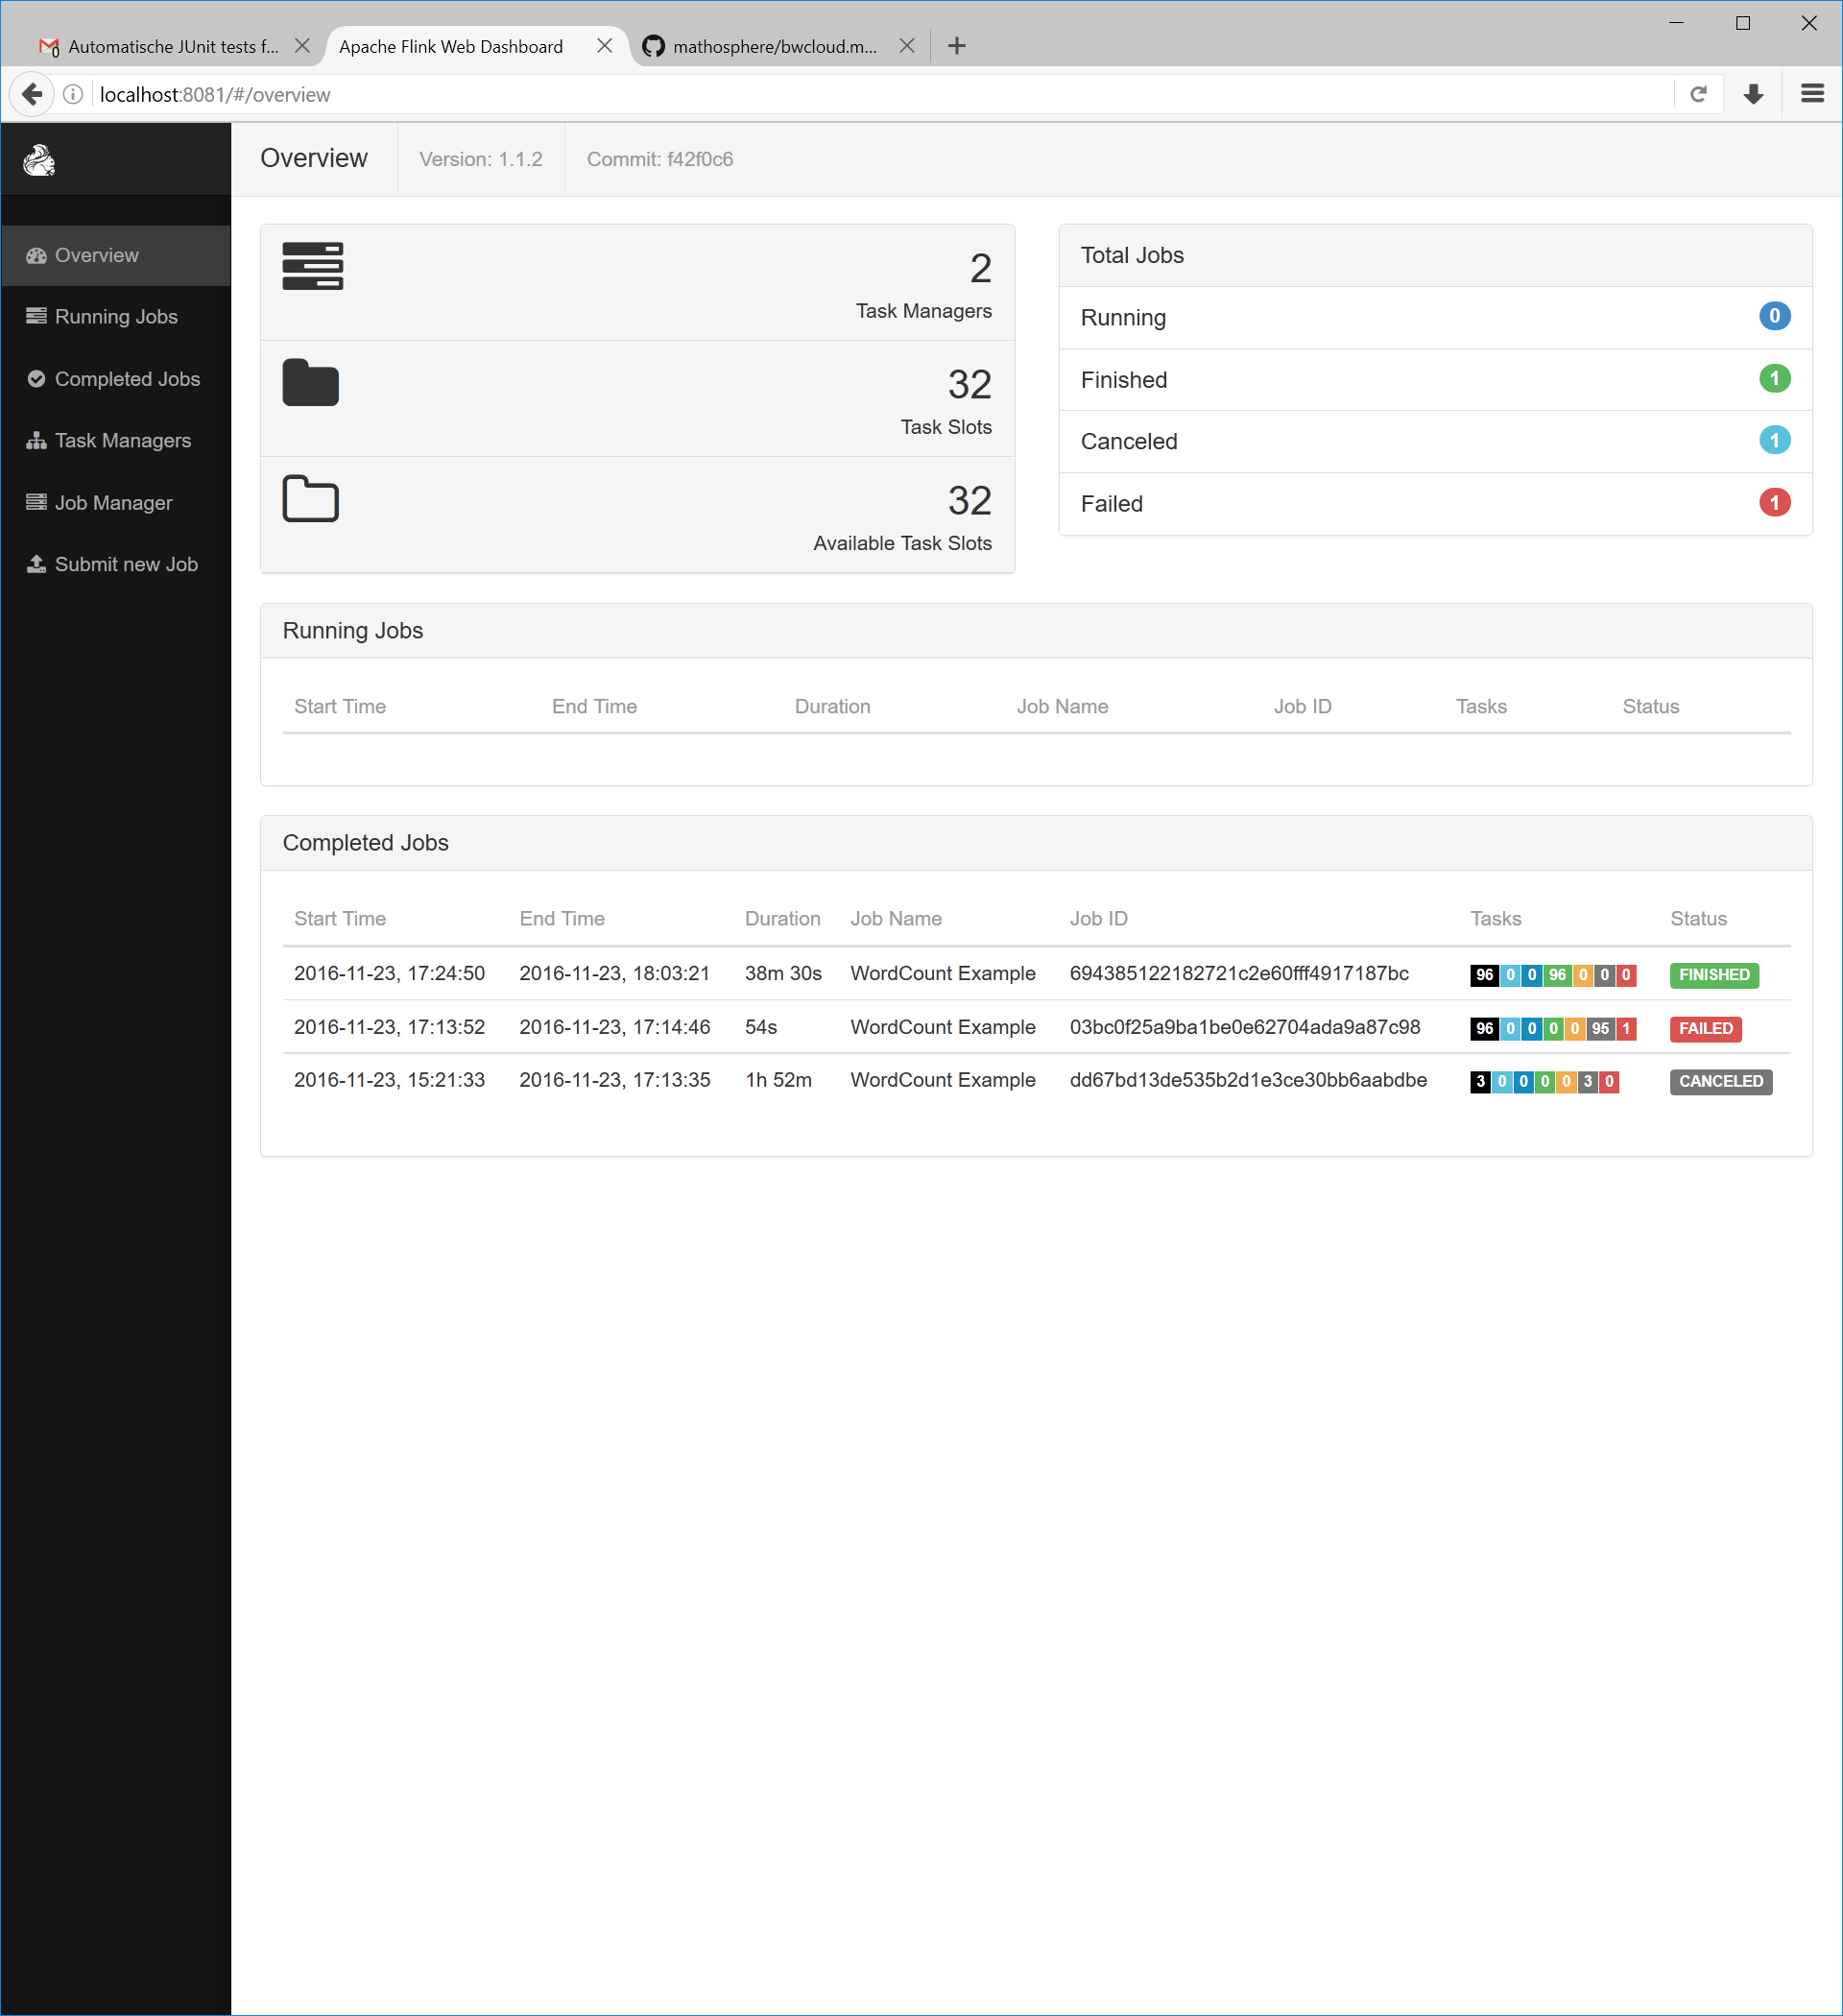 Automatische JUnit tests f...
Apache Flink Web Dashboard
mathosphere/bwcloud.m...
localhost:8081/#/overview
Overview
Version: 1.1.2
Commit: f42f0c6
Overview
Running Jobs
Completed Jobs
Task Managers
Job Manager
Submit new Job
2
Task Managers
32
Task Slots
32
Available Task Slots
Total Jobs
Running 0
Finished 1
Canceled 1
Failed 1
Running Jobs
Start Time End Time Duration Job Name Job ID Tasks Status
Completed Jobs
Start Time End Time Duration Job Name Job ID Tasks Status
2016-11-23, 17:24:50 2016-11-23, 18:03:21 38m 30s WordCount Example 694385122182721c2e60fff4917187bc 96 0 0 96 0 0 0 FINISHED
2016-11-23, 17:13:52 2016-11-23, 17:14:46 54s WordCount Example 03bc0f25a9ba1be0e62704ada9a87c98 96 0 0 0 0 95 1 FAILED
2016-11-23, 15:21:33 2016-11-23, 17:13:35 1h 52m WordCount Example dd67bd13de535b2d1e3ce30bb6aabdbe 3 0 0 0 0 3 0 CANCELED